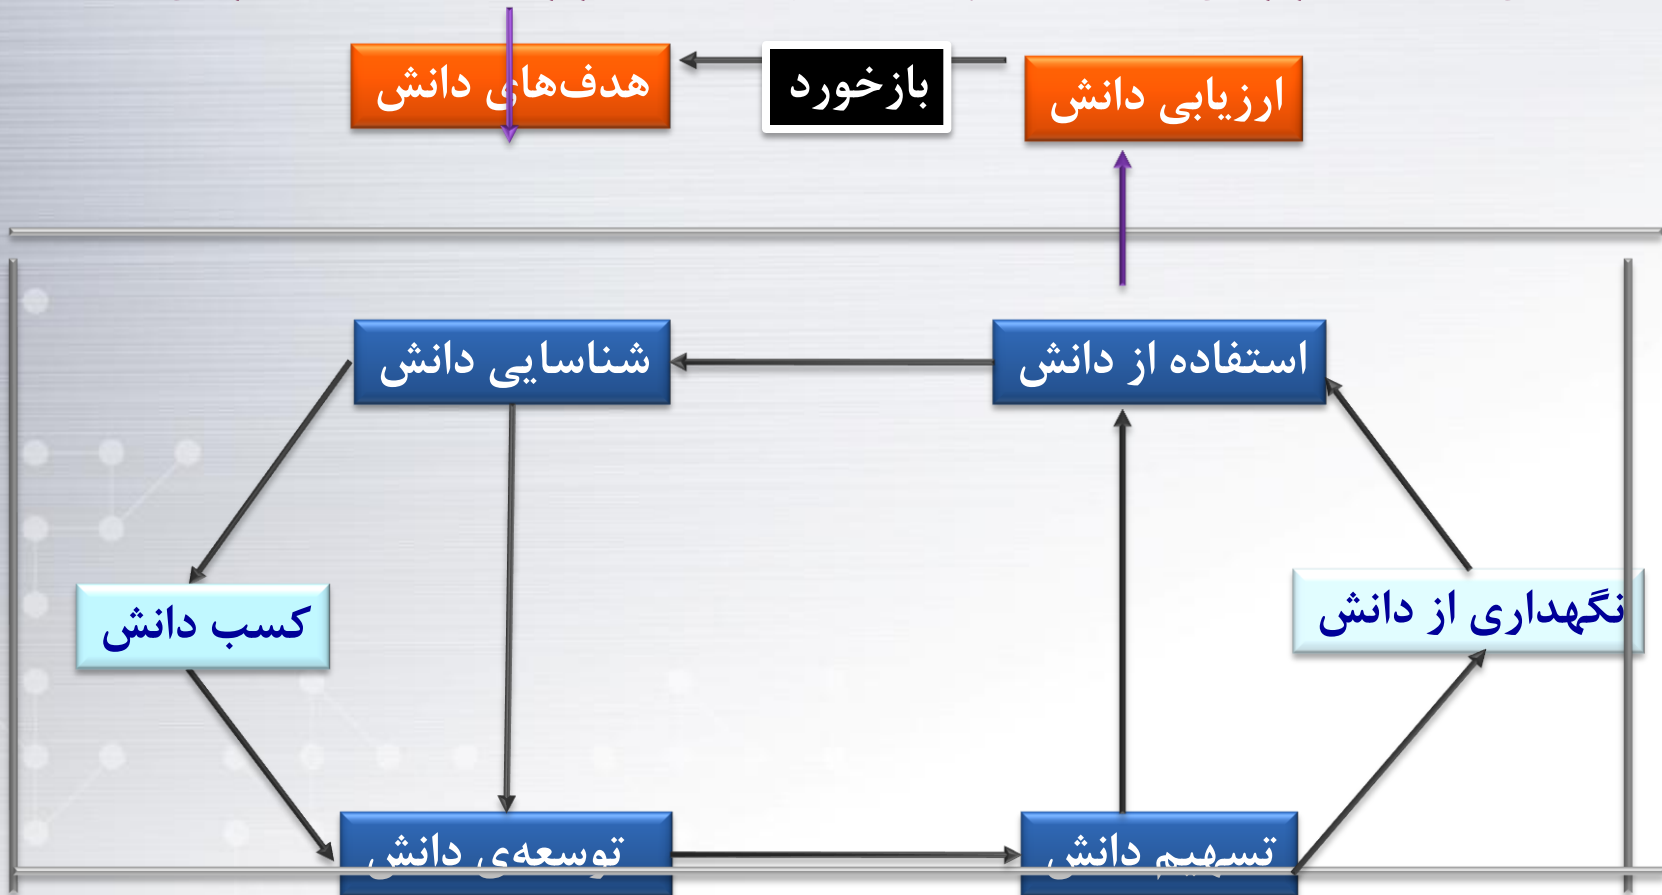 ارزیابی دانش
بازخورد
هدف‌های دانش
استفاده از دانش
شناسایی دانش
نگهداری از دانش
کسب دانش
تسهیم دانش
توسعه‌ی دانش